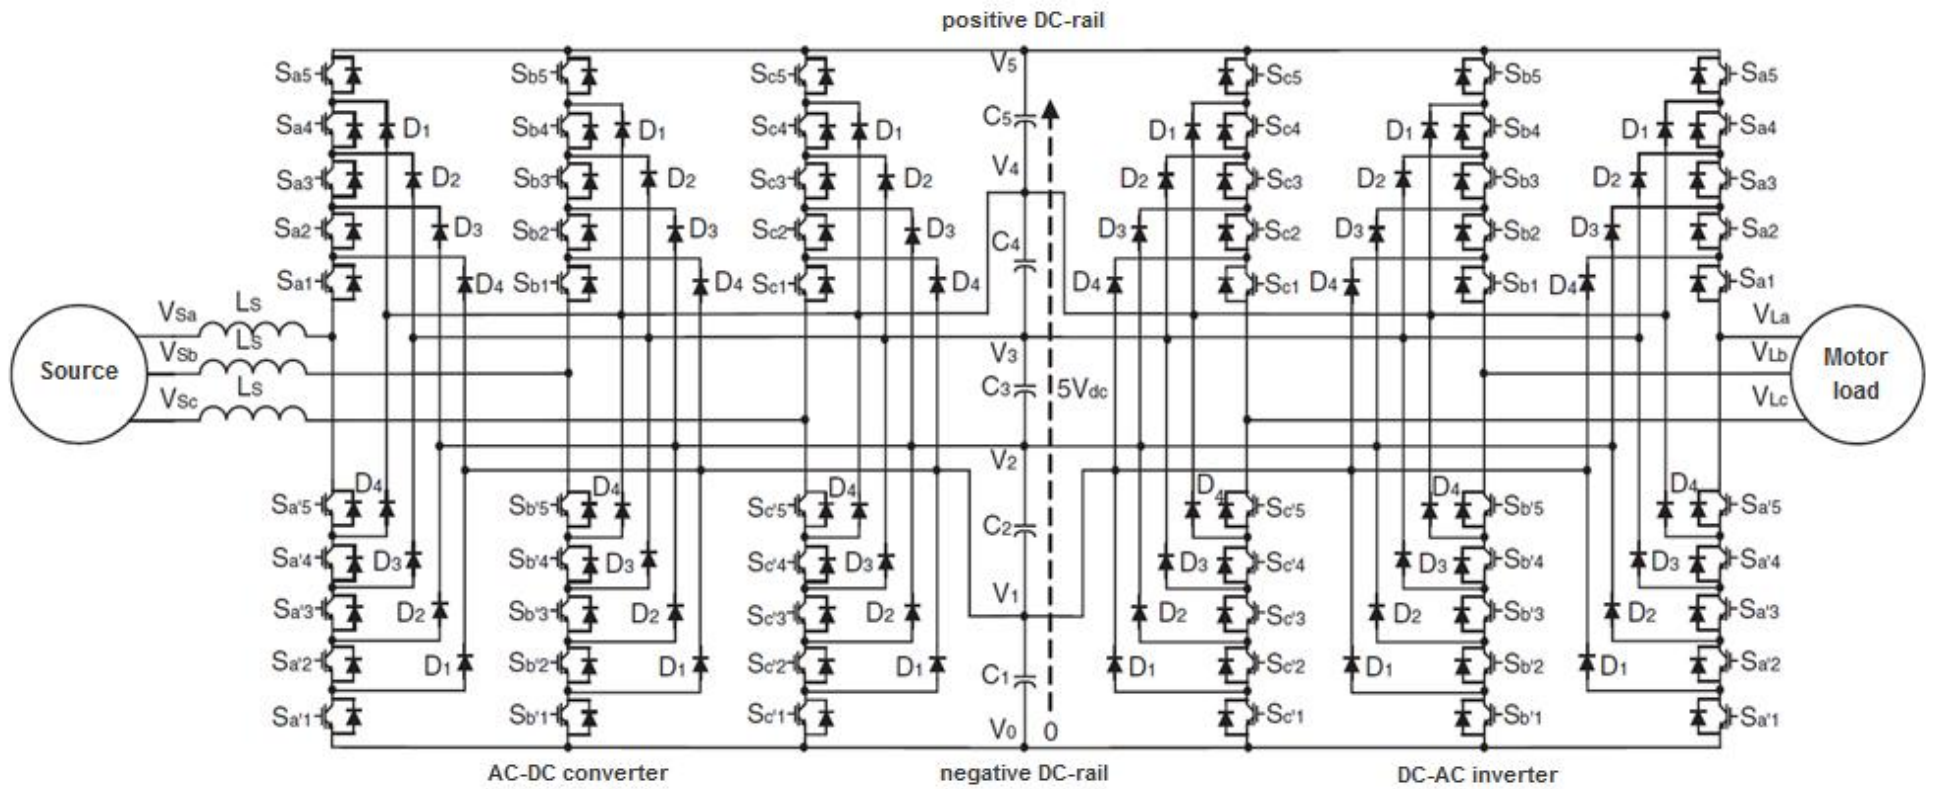 positive DC-rail
Sa5 Sb5 Sc5 V5 Sc5 Sb5 Sa5
C5
Sa4 D1 Sb4 D1 Sc4 D1 D1 Sc4 D1 Sb4 D1 Sa4
V4
Sa3 D2 Sb3 D2 Sc3 D2 D2 Sc3 D2 Sb3 D2 Sa3
Sa2 D3 Sb2 D3 Sc2 D3 C4 D3 Sc2 D3 Sb2 D3 Sa2
Sa1 D4 Sb1 D4 Sc1 D4 D4 Sc1 D4 Sb1 D4 Sa1
VSa LS VLa
VSb LS V3 VLb
Source Motor load
VSc LS C3 5Vdc VLc
V2
Sa'5 D4 Sb'5 D4 Sc'5 D4 D4 Sc'5 D4 Sb'5 D4 Sa'5
C2
Sa'4 D3 Sb'4 D3 Sc'4 D3 D3 Sc'4 D3 Sb'4 D3 Sa'4
V1
Sa'3 D2 Sb'3 D2 Sc'3 D2 D2 Sc'3 D2 Sb'3 D2 Sa'3
Sa'2 D1 Sb'2 D1 Sc'2 D1 C1 D1 Sc'2 D1 Sb'2 D1 Sa'2
Sa'1 Sb'1 Sc'1 V0 0 Sc'1 Sb'1 Sa'1
AC-DC converter negative DC-rail DC-AC inverter